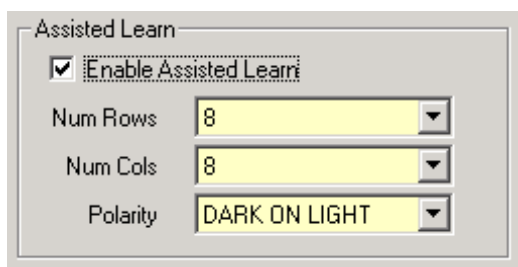 Assisted Learn
Enable Assisted Learn
Num Rows 8
Num Cols 8
Polarity DARK ON LIGHT